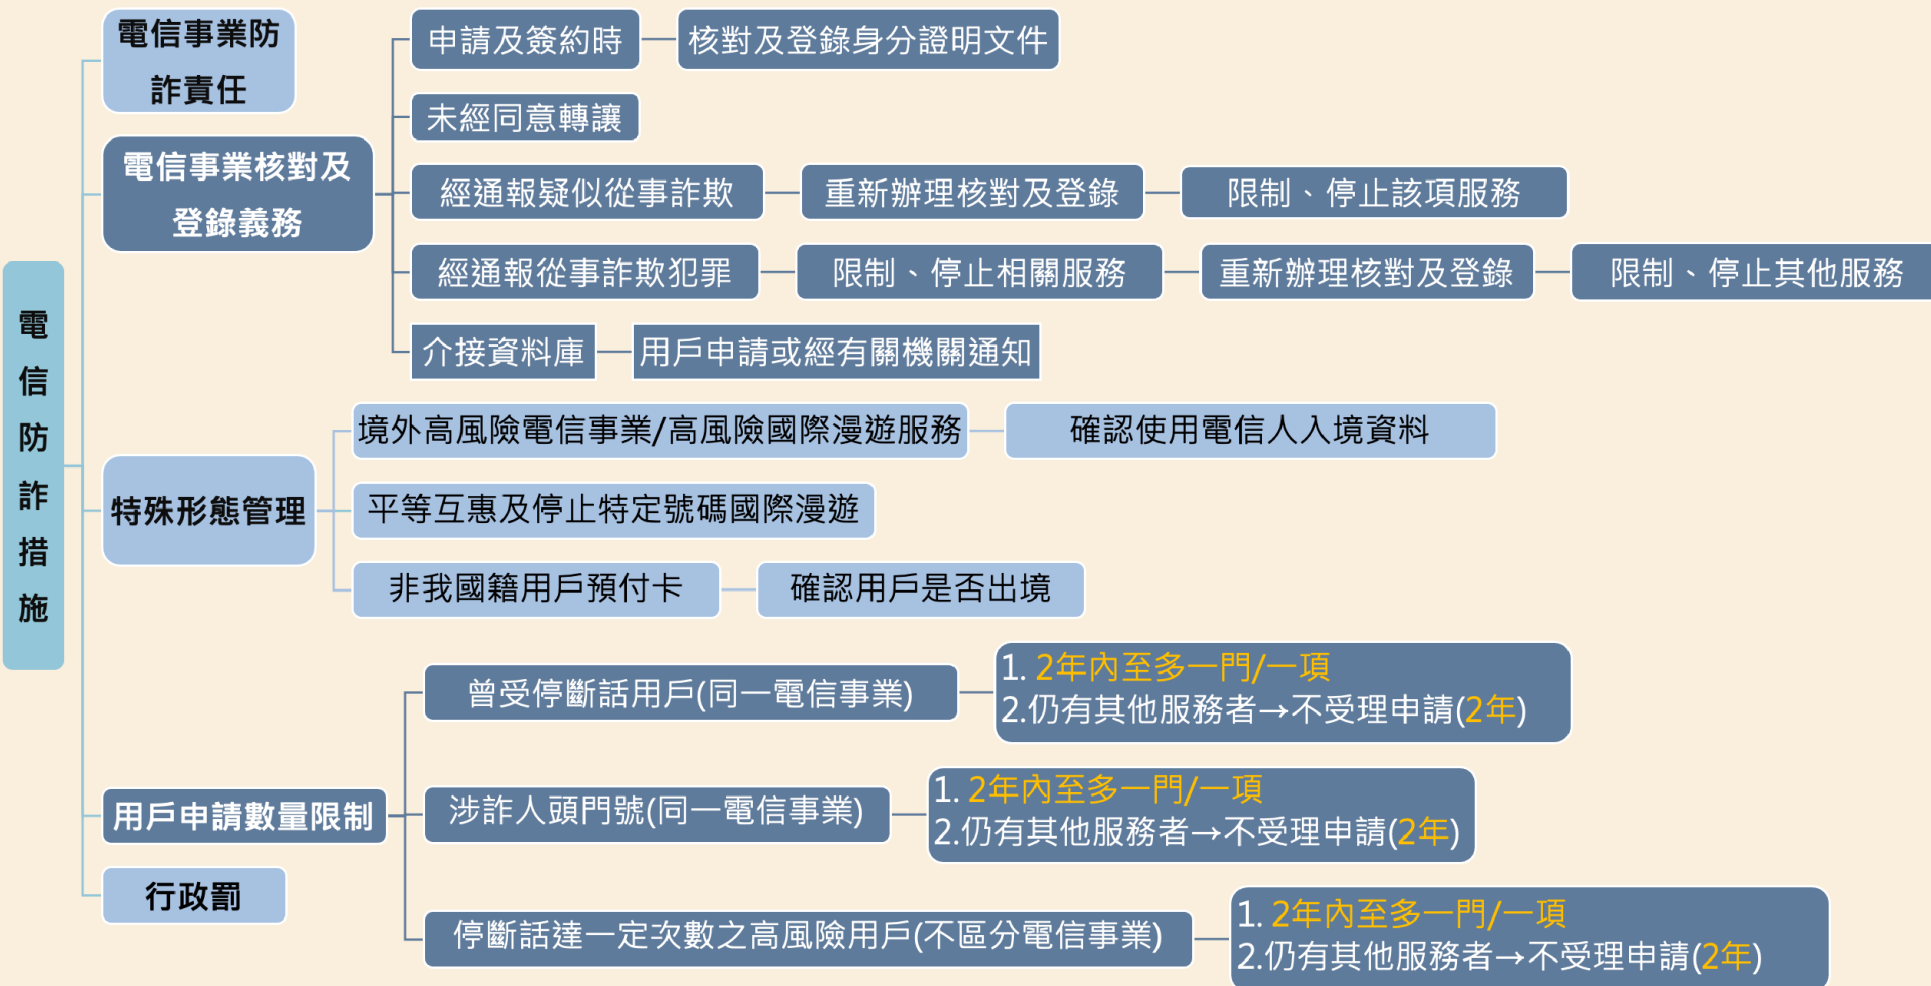 電信防詐措施
電信事業防
詐責任
電信事業核對及
登錄義務
申請及簽約時
核對及登錄身分證明文件
未經同意轉讓
經通報疑似從事詐欺
重新辦理核對及登錄
限制、停止該項服務
經通報從事詐欺犯罪
限制、停止相關服務
重新辦理核對及登錄
限制、停止其他服務
介接資料庫
用戶申請或經有關機關通知
特殊形態管理
境外高風險電信事業/高風險國際漫遊服務
確認使用電信人入境資料
平等互惠及停止特定號碼國際漫遊
非我國籍用戶預付卡
確認用戶是否出境
用戶申請數量限制
曾受停斷話用戶(同一電信事業)
1. 2年內至多一門/一項
2.仍有其他服務者→不受理申請(2年)
涉詐人頭門號(同一電信事業)
1. 2年內至多一門/一項
2.仍有其他服務者→不受理申請(2年)
停斷話達一定次數之高風險用戶(不區分電信事業)
1. 2年內至多一門/一項
2.仍有其他服務者→不受理申請(2年)
行政罰